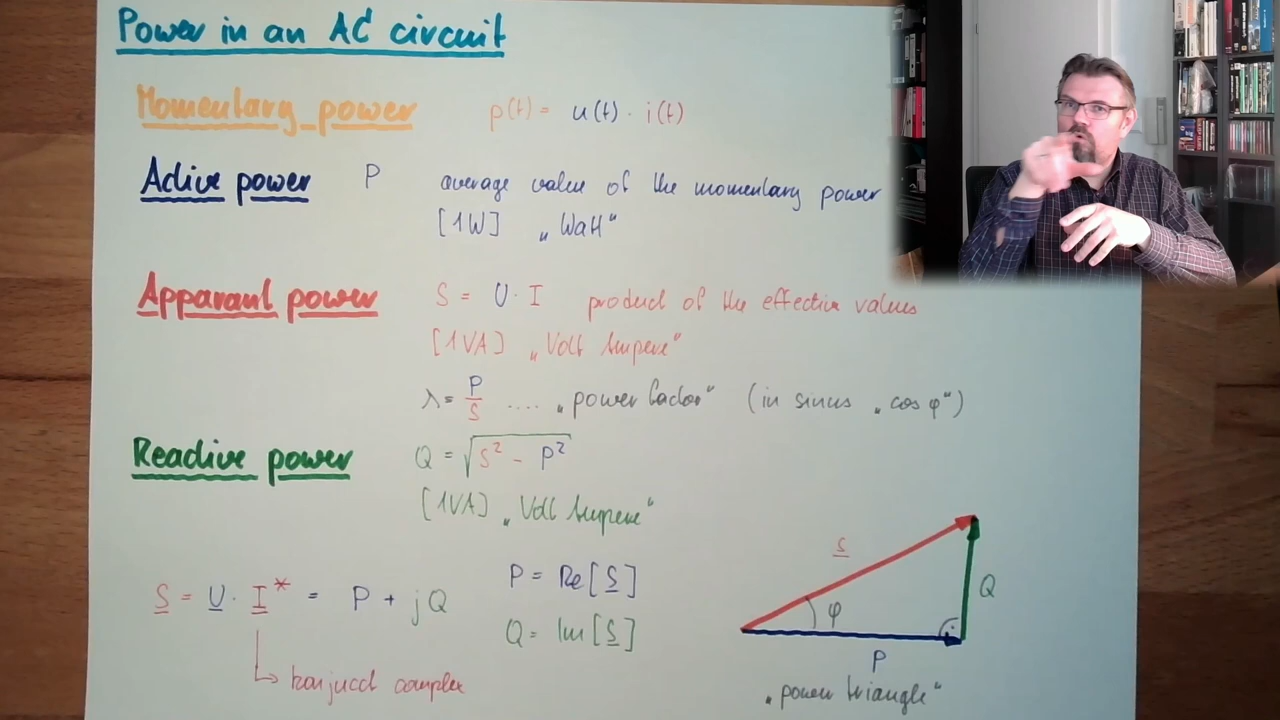 Power in an AC circuit
Momentary power p(t) = u(t) · i(t)
Active power P average value of the momentary power
[1W] „Watt“
Apparant power S = U · I product of the effective values
[1VA] „Volt Ampere“
λ = P/S .... „power factor“ (in sinus „cos φ“)
Reactive power Q = √(S² - P²)
[1VA] „Volt Ampere“
S
Q
P = Re[S]
S = U · I* = P + jQ
φ
Q = Im[S]
P
konjucct complex
„power triangle“